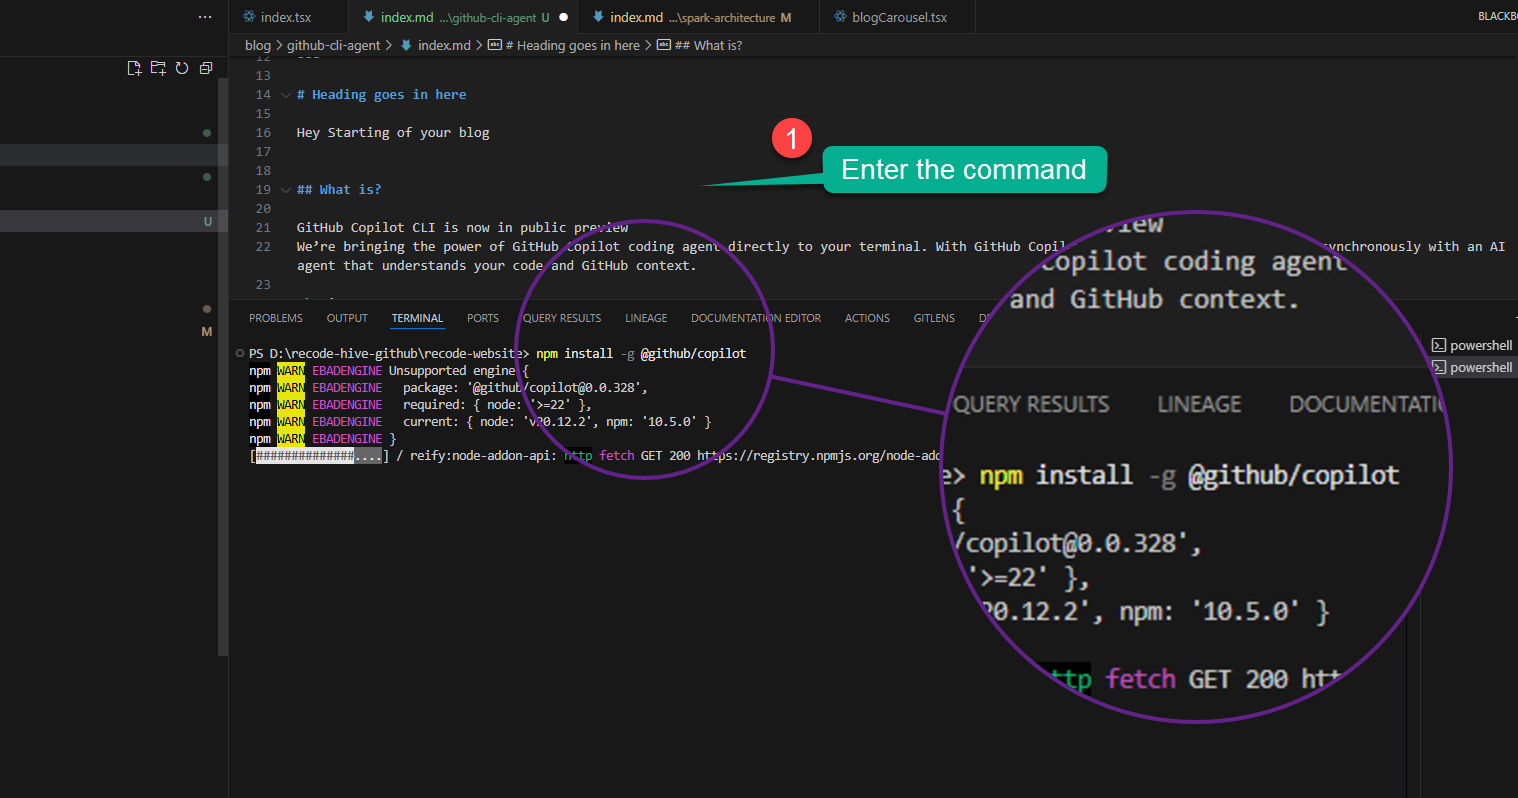 ... index.tsx index.md ...\github-cli-agent U index.md ...\spark-architecture M blogCarousel.tsx
blog > github-cli-agent > index.md > # Heading goes in here > ## What is?
13
14 # Heading goes in here
15
16 Hey Starting of your blog
17
18
19 ## What is?
20
21 GitHub Copilot CLI is now in public preview
22 We’re bringing the power of GitHub Copilot coding agent directly to your terminal. With GitHub Copil ynchronously with an AI
agent that understands your code and GitHub context.
23
1
Enter the command
U
M
PROBLEMS OUTPUT TERMINAL PORTS QUERY RESULTS LINEAGE DOCUMENTATION EDITOR ACTIONS GITLENS
PS D:\recode-hive-github\recode-website> npm install -g @github/copilot
npm WARN EBADENGINE Unsupported engine {
npm WARN EBADENGINE package: '@github/copilot@0.0.328',
npm WARN EBADENGINE required: { node: '>=22' },
npm WARN EBADENGINE current: { node: 'v20.12.2', npm: '10.5.0' }
npm WARN EBADENGINE }
[##############....] / reify:node-addon-api: http fetch GET 200 https://registry.npmjs.org/node-add
powershell
powershell
view
Copilot coding agent
and GitHub context.
QUERY RESULTS LINEAGE DOCUMENTATI
e> npm install -g @github/copilot
{
/copilot@0.0.328',
'>=22' },
20.12.2', npm: '10.5.0' }
ttp fetch GET 200 htt